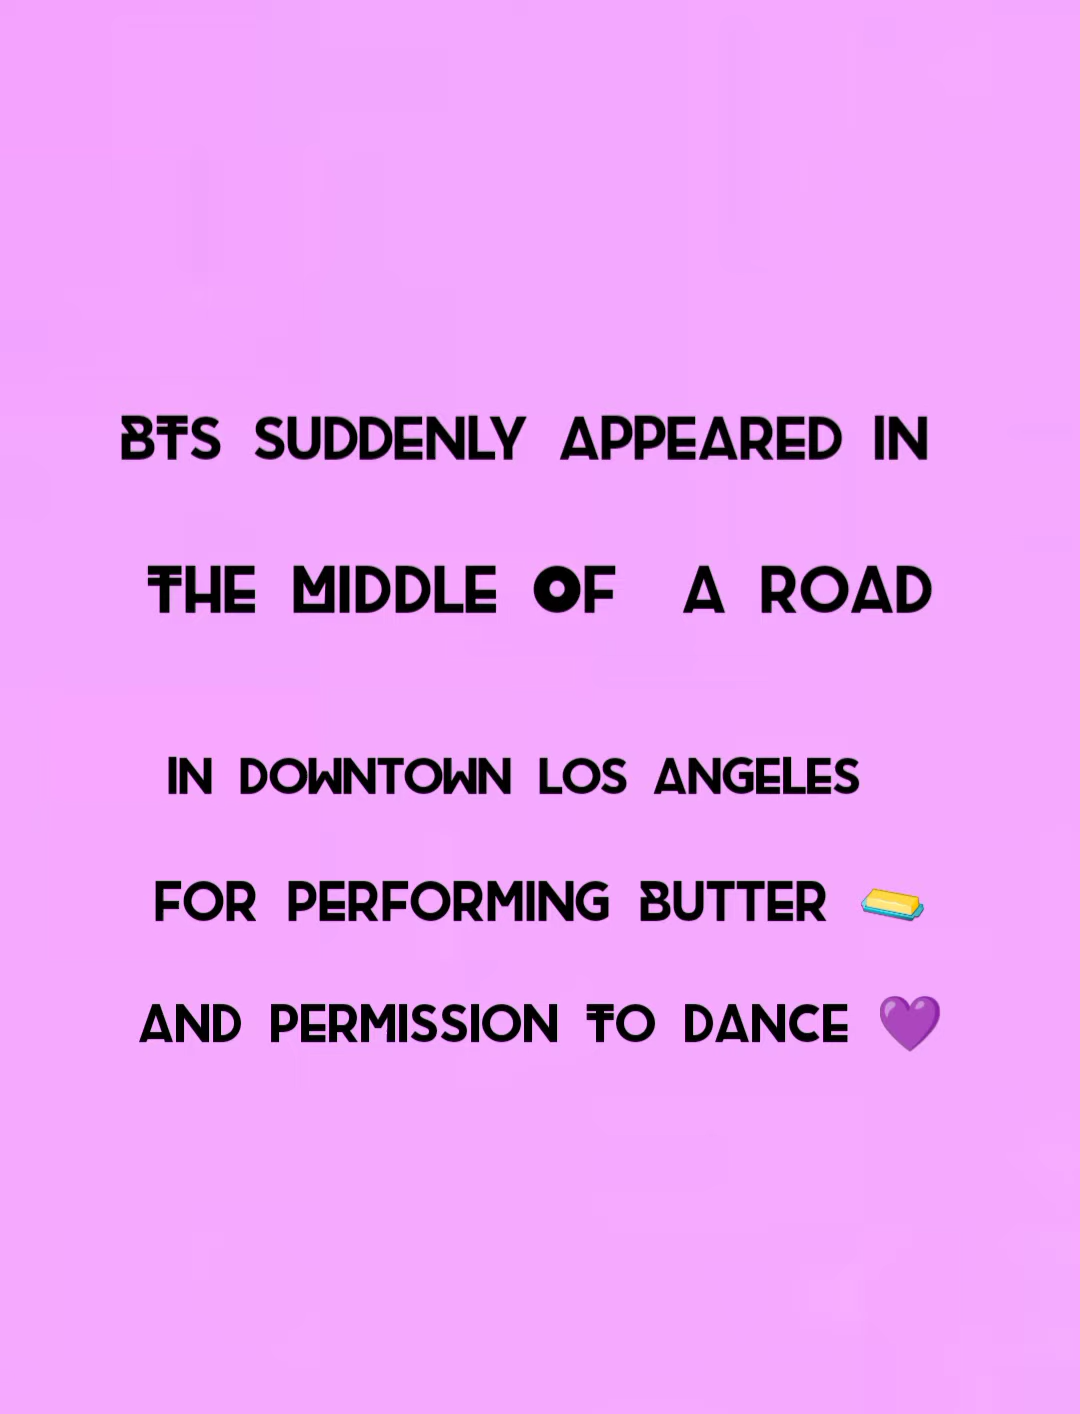 BTS SUDDENLY APPEARED IN
THE MIDDLE OF A ROAD
IN DOWNTOWN LOS ANGELES
FOR PERFORMING BUTTER 🧈
AND PERMISSION TO DANCE 💜